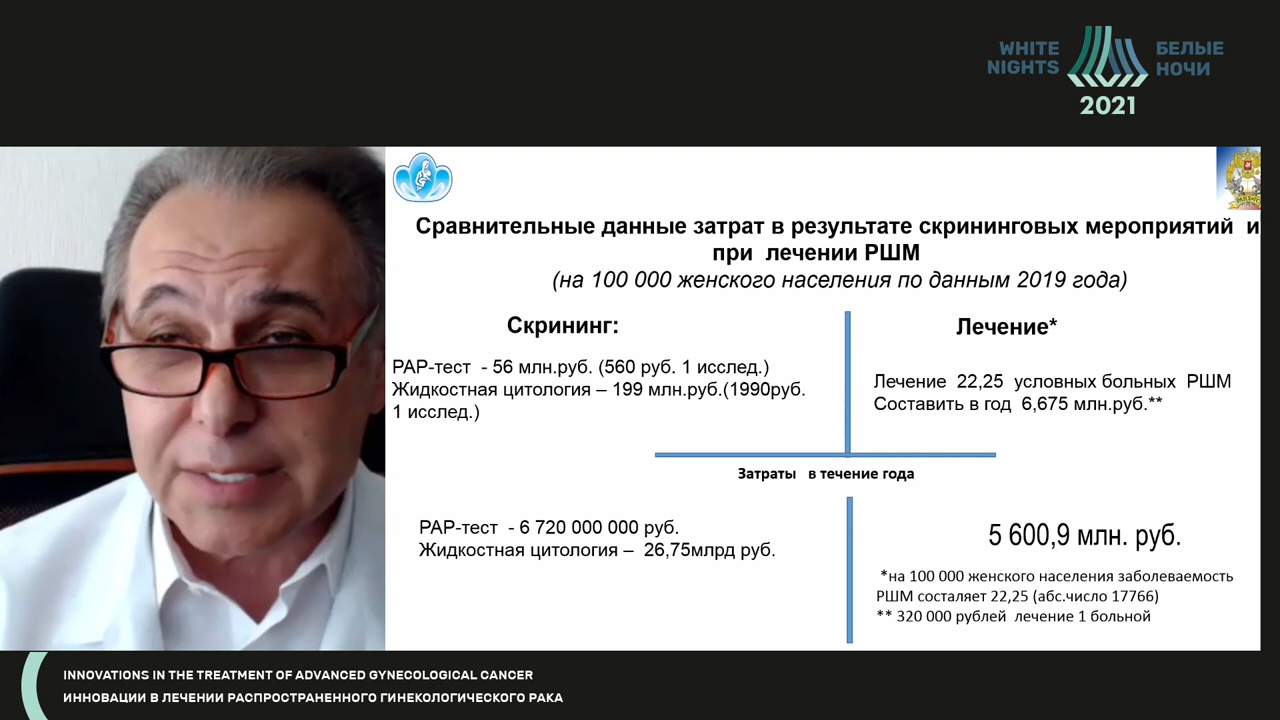 WHITE NIGHTS
БЕЛЫЕ НОЧИ
2021
Сравнительные данные затрат в результате скрининговых мероприятий и
при лечении РШМ
(на 100 000 женского населения по данным 2019 года)
Скрининг:
PAP-тест - 56 млн.руб. (560 руб. 1 исслед.)
Жидкостная цитология – 199 млн.руб.(1990руб.
1 исслед.)
Лечение*
Лечение 22,25 условных больных РШМ
Составить в год 6,675 млн.руб.**
Затраты в течение года
PAP-тест - 6 720 000 000 руб.
Жидкостная цитология – 26,75млрд руб.
5 600,9 млн. руб.
*на 100 000 женского населения заболеваемость
РШМ состаляет 22,25 (абс.число 17766)
** 320 000 рублей лечение 1 больной
INNOVATIONS IN THE TREATMENT OF ADVANCED GYNECOLOGICAL CANCER
ИННОВАЦИИ В ЛЕЧЕНИИ РАСПРОСТРАНЕННОГО ГИНЕКОЛОГИЧЕСКОГО РАКА